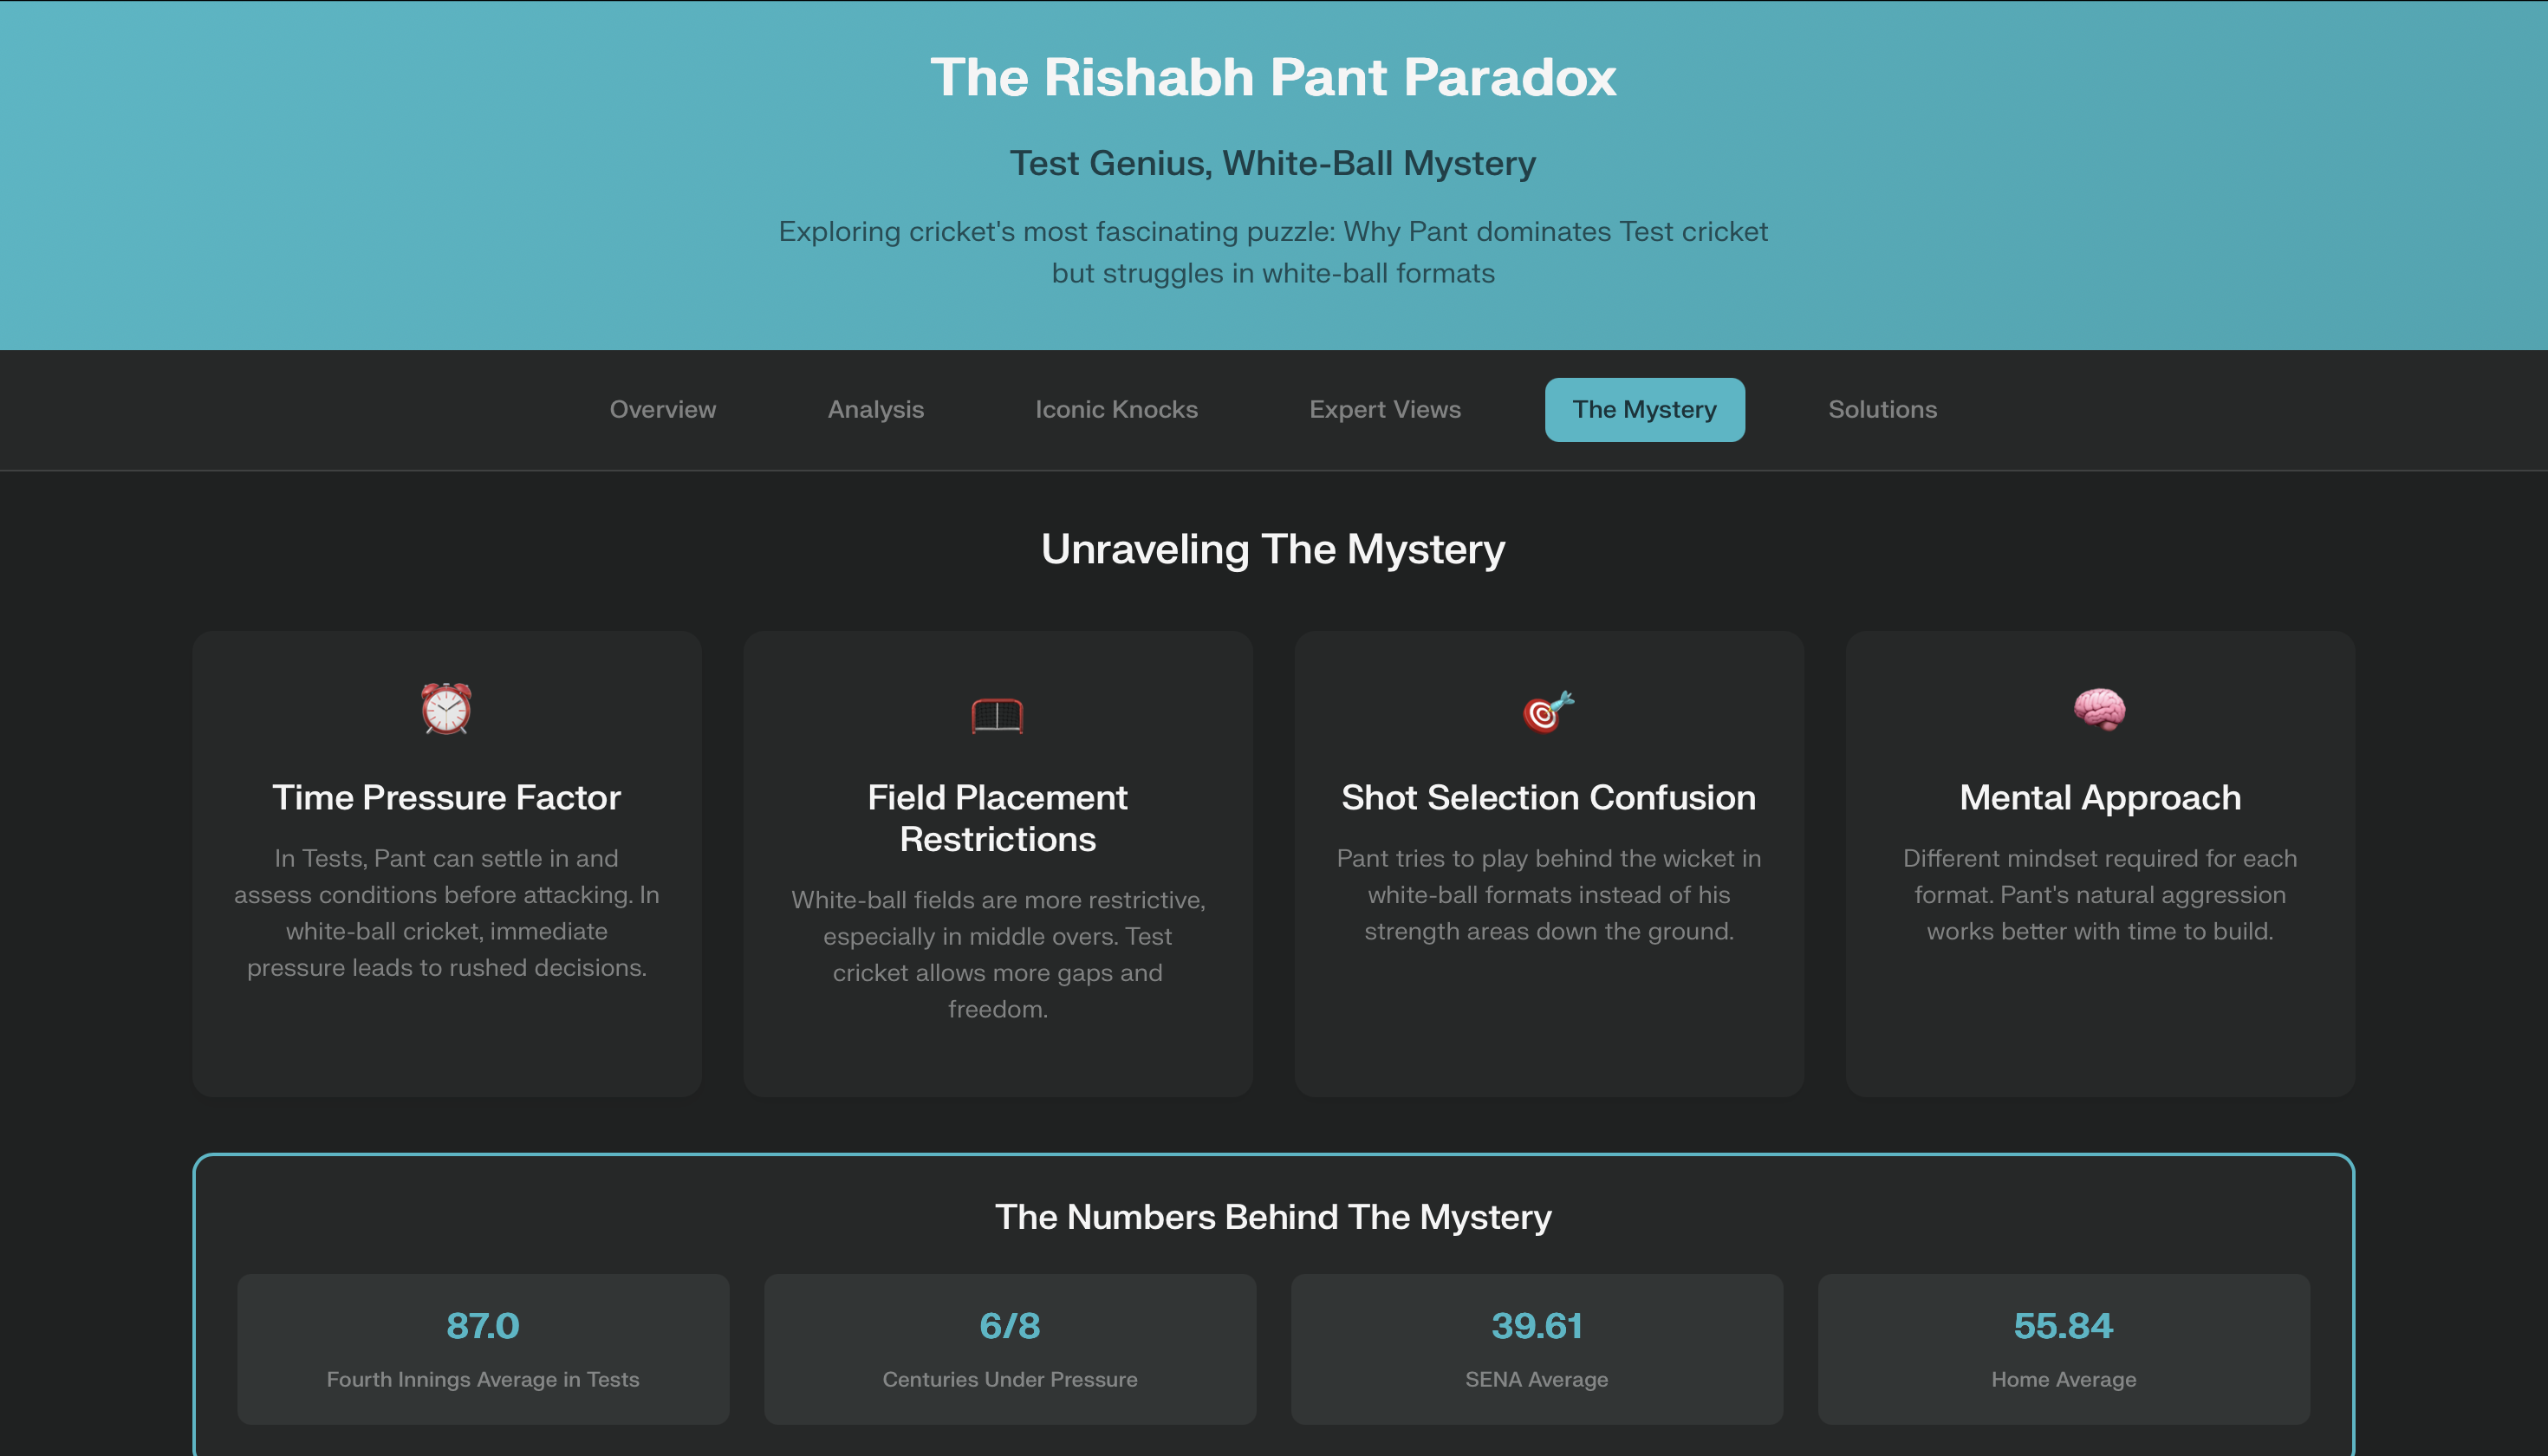 The Rishabh Pant Paradox
Test Genius, White-Ball Mystery
Exploring cricket's most fascinating puzzle: Why Pant dominates Test cricket
but struggles in white-ball formats
Overview
Analysis
Iconic Knocks
Expert Views
The Mystery
Solutions
Unraveling The Mystery
Time Pressure Factor
In Tests, Pant can settle in and
assess conditions before attacking. In
white-ball cricket, immediate
pressure leads to rushed decisions.
Field Placement
Restrictions
White-ball fields are more restrictive,
especially in middle overs. Test
cricket allows more gaps and
freedom.
Shot Selection Confusion
Pant tries to play behind the wicket in
white-ball formats instead of his
strength areas down the ground.
Mental Approach
Different mindset required for each
format. Pant's natural aggression
works better with time to build.
The Numbers Behind The Mystery
87.0
Fourth Innings Average in Tests
6/8
Centuries Under Pressure
39.61
SENA Average
55.84
Home Average